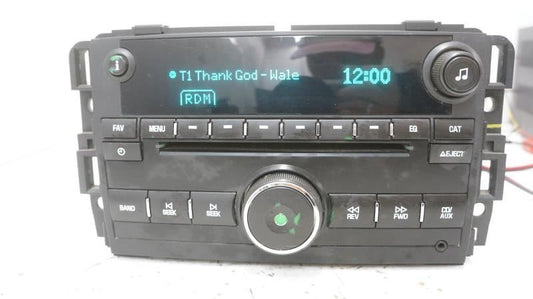 T1 Thank God - Wale 12:00
RDM
FAV MENU EQ CAT
EJECT
BAND SEEK SEEK REV FWD CD/
AUX